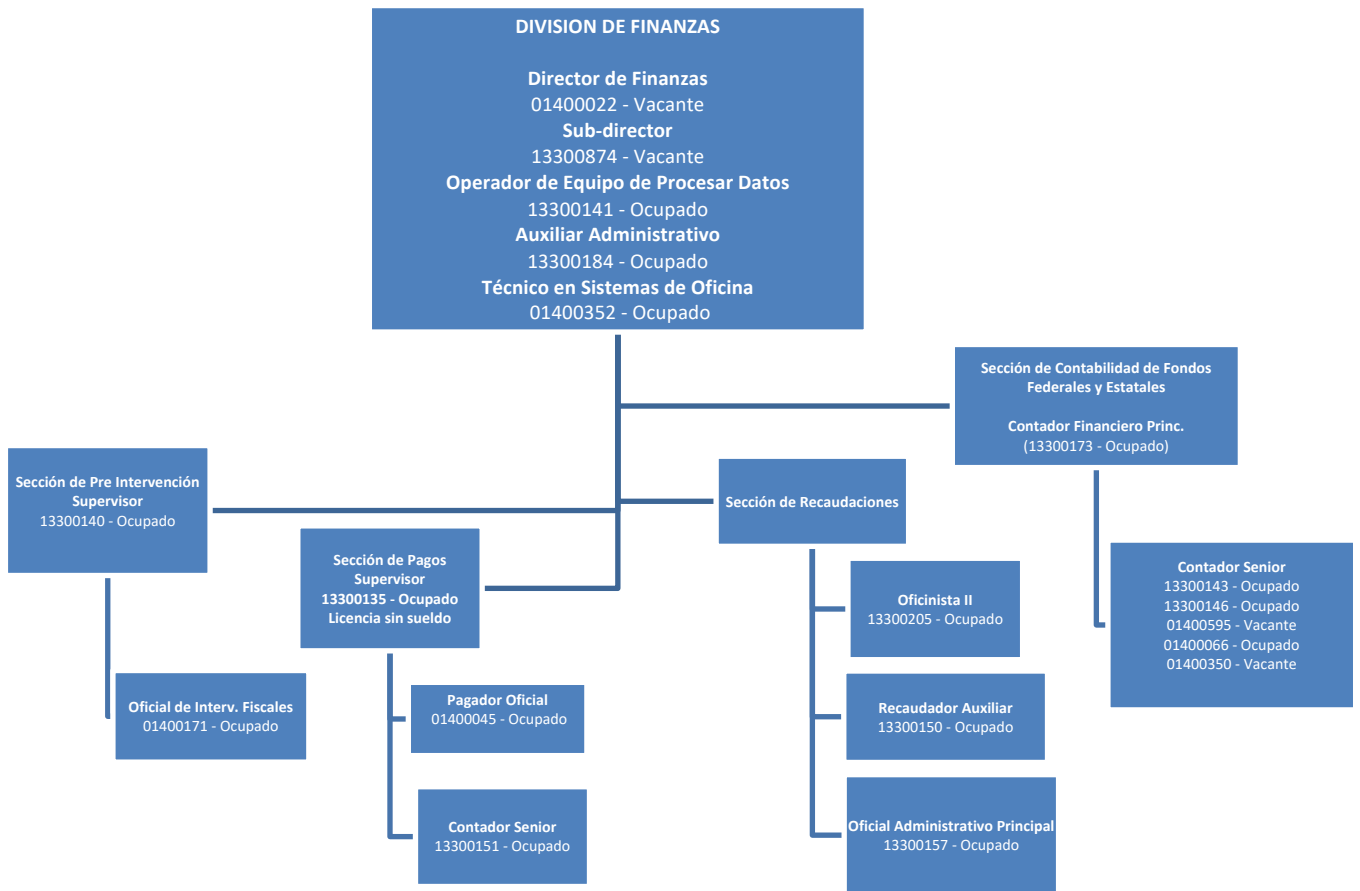 DIVISION DE FINANZAS
Director de Finanzas
01400022 - Vacante
Sub-director
13300874 - Vacante
Operador de Equipo de Procesar Datos
13300141 - Ocupado
Auxiliar Administrativo
13300184 - Ocupado
Técnico en Sistemas de Oficina
01400352 - Ocupado
Sección de Contabilidad de Fondos
Federales y Estatales
Contador Financiero Princ.
(13300173 - Ocupado)
Sección de Pre Intervención
Supervisor
13300140 - Ocupado
Sección de Pagos
Supervisor
13300135 - Ocupado
Licencia sin sueldo
Sección de Recaudaciones
Contador Senior
13300143 - Ocupado
13300146 - Ocupado
01400595 - Vacante
01400066 - Ocupado
01400350 - Vacante
Oficinista II
13300205 - Ocupado
Oficial de Interv. Fiscales
01400171 - Ocupado
Pagador Oficial
01400045 - Ocupado
Recaudador Auxiliar
13300150 - Ocupado
Contador Senior
13300151 - Ocupado
Oficial Administrativo Principal
13300157 - Ocupado